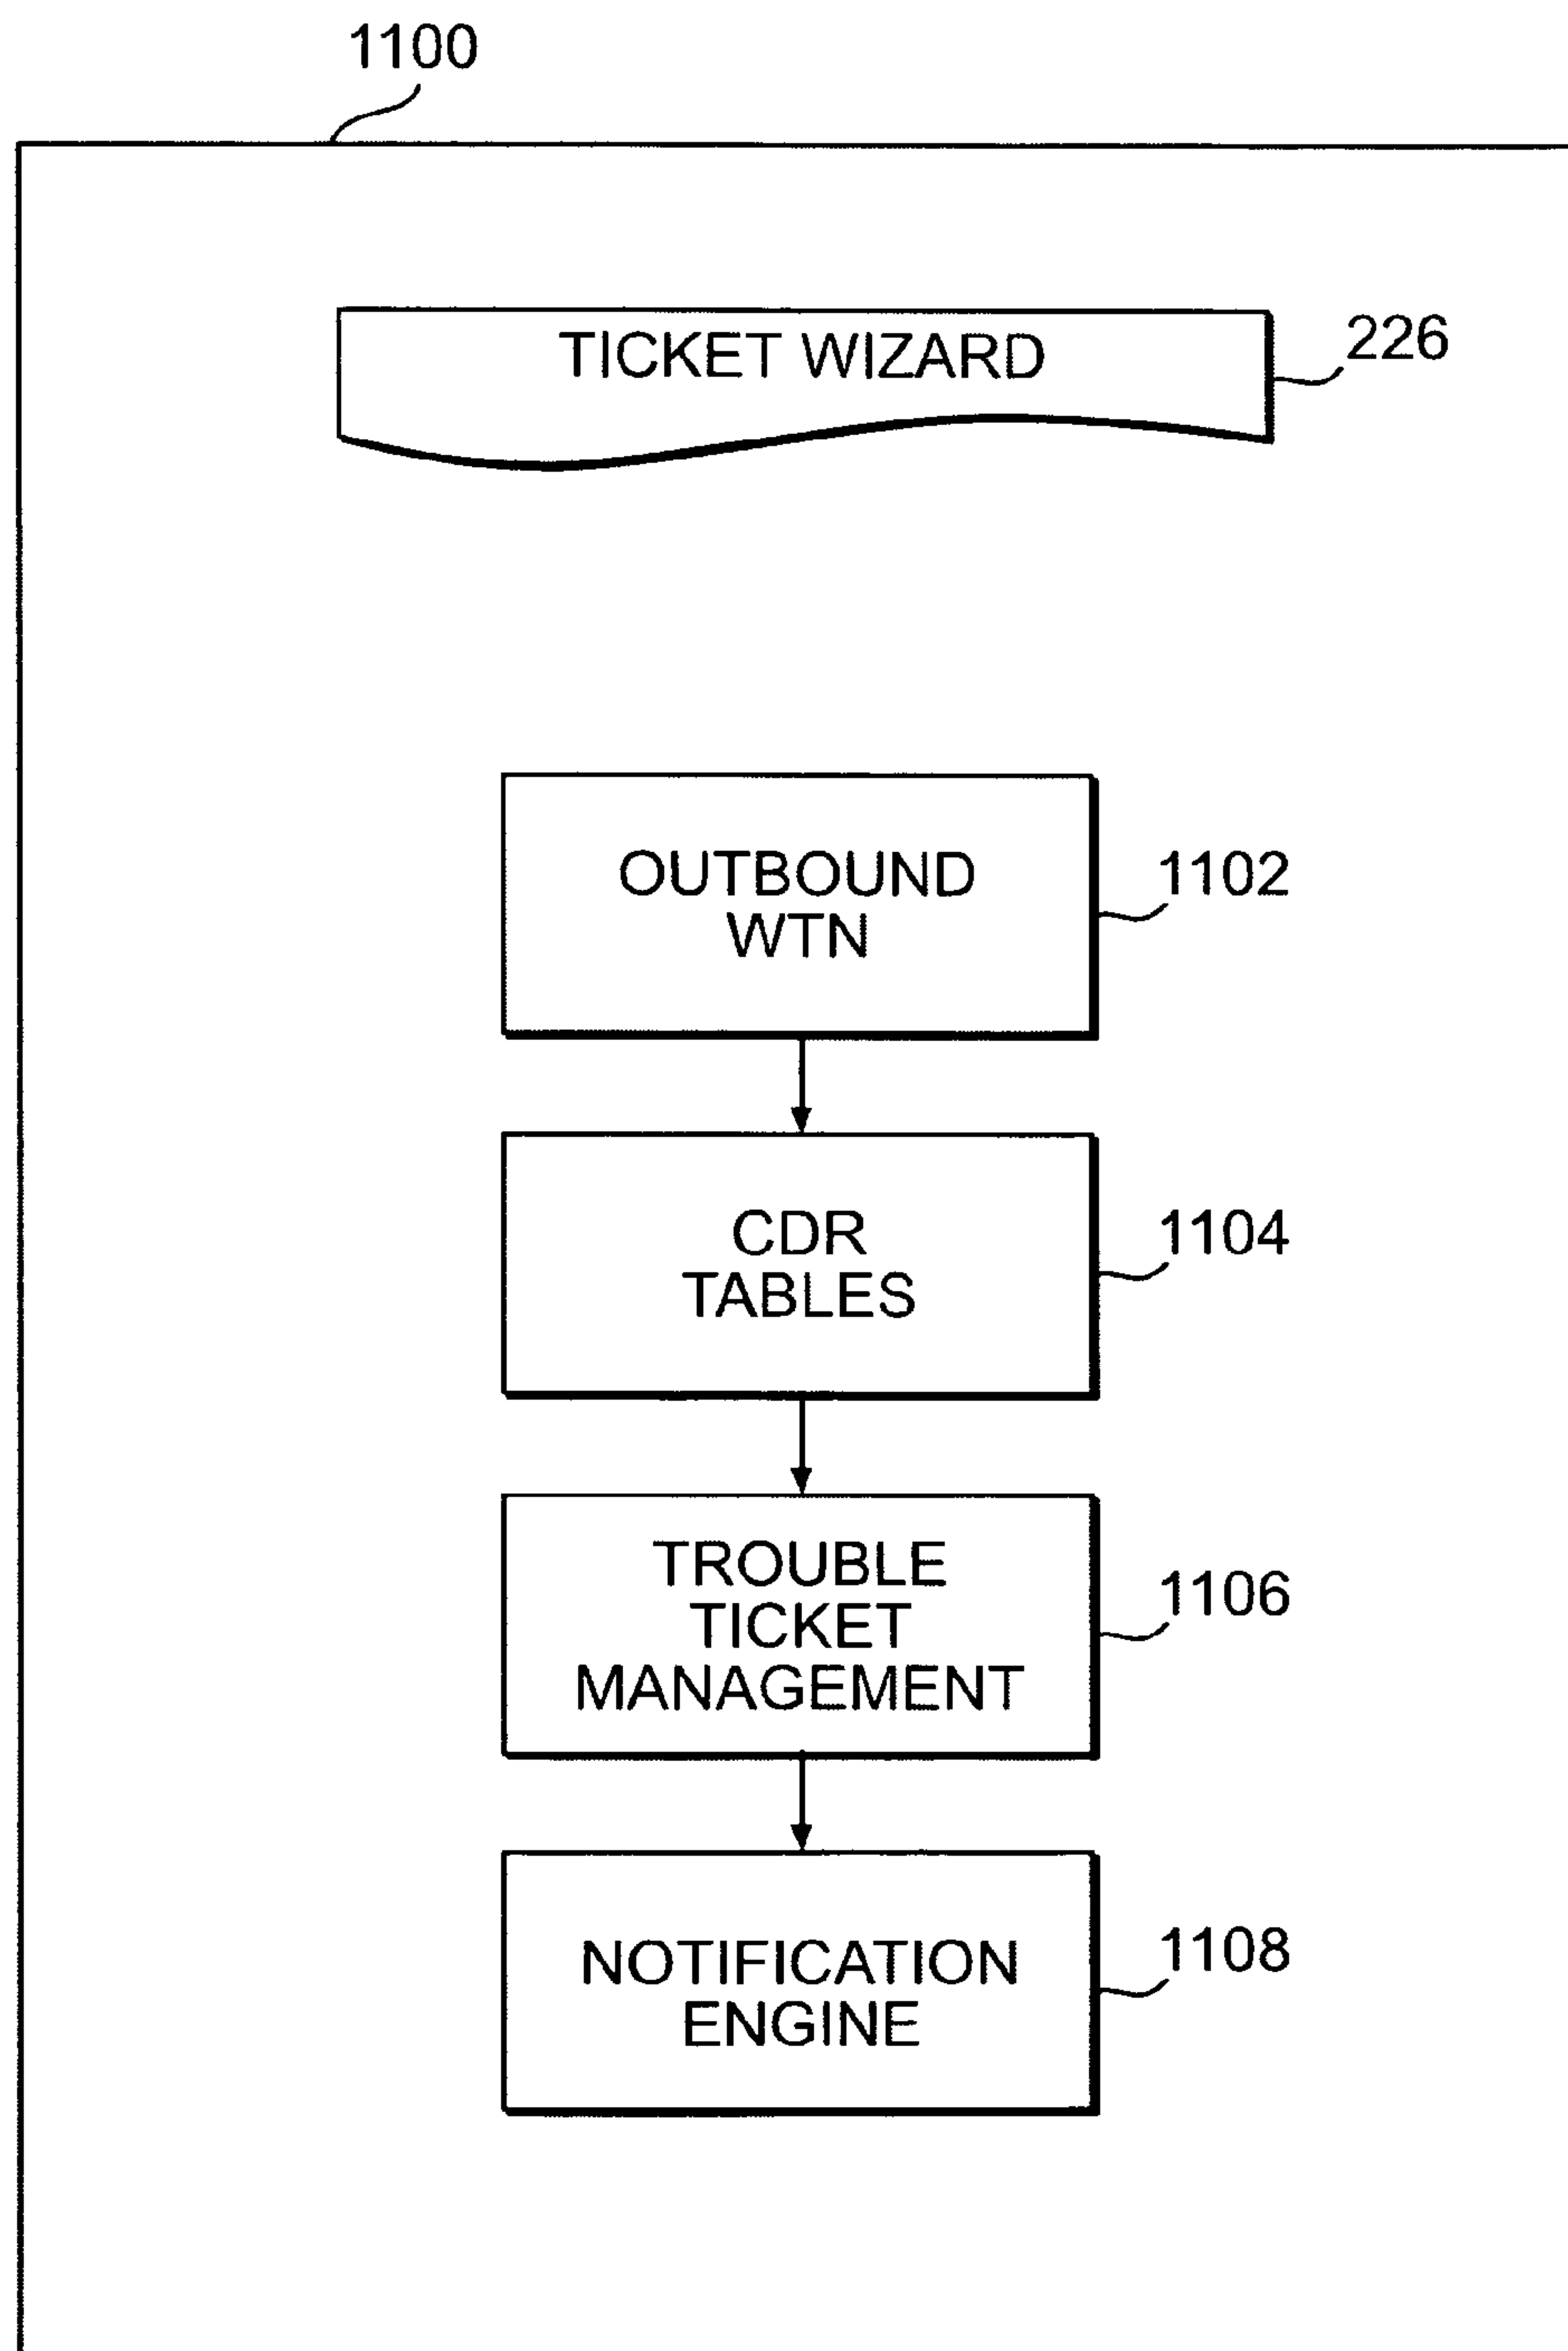 1100
TICKET WIZARD
226
OUTBOUND
WTN
1102
CDR
TABLES
1104
TROUBLE
TICKET
MANAGEMENT
1106
NOTIFICATION
ENGINE
1108